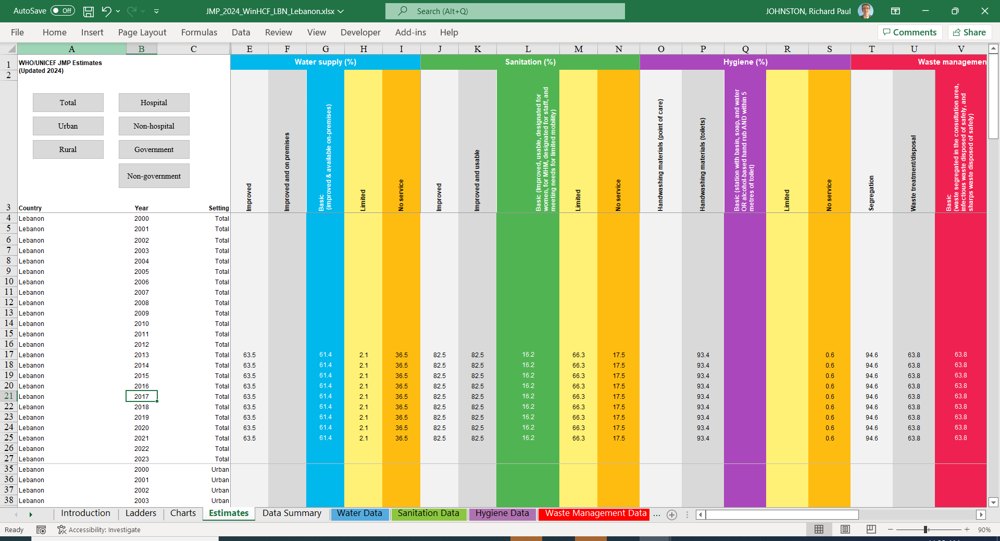 AutoSave Off JMP_2024_WinHCF_LBN_Lebanon.xlsx Search (Alt+Q) JOHNSTON, Richard Paul
File Home Insert Page Layout Formulas Data Review View Developer Add-ins Help Comments Share
A B C E F G H I J K L M N O P Q R S T U V
1 WHO/UNICEF JMP Estimates
(Updated 2024)
Water supply (%) Sanitation (%) Hygiene (%) Waste managemen
2
Total Hospital
Urban Non-hospital
Rural Government
Non-government
3 Country Year Setting
Improved
Improved and on premises
Basic
(improved & available on-premises)
Limited
No service
Improved
Improved and usable
Basic (Improved, usable, designated for
women, for MHM, designated for staff, and
meeting needs for limited mobility)
Limited
No service
Handwashing materials (point of care)
Handwashing materials (toilets)
Basic (station with basin, soap, and water
OR alcohol-based hand rub AND within 5
metres of toilet)
Limited
No service
Segregation
Waste treatment/disposal
Basic
(waste segregated in the consultation area,
infectious waste disposed of safely, and
sharps waste disposed of safely)
4 Lebanon 2000 Total
5 Lebanon 2001 Total
6 Lebanon 2002 Total
7 Lebanon 2003 Total
8 Lebanon 2004 Total
9 Lebanon 2005 Total
10 Lebanon 2006 Total
11 Lebanon 2007 Total
12 Lebanon 2008 Total
13 Lebanon 2009 Total
14 Lebanon 2010 Total
15 Lebanon 2011 Total
16 Lebanon 2012 Total
17 Lebanon 2013 Total 63.5 61.4 2.1 36.5 82.5 82.5 16.2 66.3 17.5 93.4 0.6 94.6 63.8 63.8
18 Lebanon 2014 Total 63.5 61.4 2.1 36.5 82.5 82.5 16.2 66.3 17.5 93.4 0.6 94.6 63.8 63.8
19 Lebanon 2015 Total 63.5 61.4 2.1 36.5 82.5 82.5 16.2 66.3 17.5 93.4 0.6 94.6 63.8 63.8
20 Lebanon 2016 Total 63.5 61.4 2.1 36.5 82.5 82.5 16.2 66.3 17.5 93.4 0.6 94.6 63.8 63.8
21 Lebanon 2017 Total 63.5 61.4 2.1 36.5 82.5 82.5 16.2 66.3 17.5 93.4 0.6 94.6 63.8 63.8
22 Lebanon 2018 Total 63.5 61.4 2.1 36.5 82.5 82.5 16.2 66.3 17.5 93.4 0.6 94.6 63.8 63.8
23 Lebanon 2019 Total 63.5 61.4 2.1 36.5 82.5 82.5 16.2 66.3 17.5 93.4 0.6 94.6 63.8 63.8
24 Lebanon 2020 Total 63.5 61.4 2.1 36.5 82.5 82.5 16.2 66.3 17.5 93.4 0.6 94.6 63.8 63.8
25 Lebanon 2021 Total 63.5 61.4 2.1 36.5 82.5 82.5 16.2 66.3 17.5 93.4 0.6 94.6 63.8 63.8
26 Lebanon 2022 Total
27 Lebanon 2023 Total
35 Lebanon 2000 Urban
36 Lebanon 2001 Urban
37 Lebanon 2002 Urban
38 Lebanon 2003 Urban
Introduction Ladders Charts Estimates Data Summary Water Data Sanitation Data Hygiene Data Waste Management Data ...
Ready Accessibility: Investigate 90%